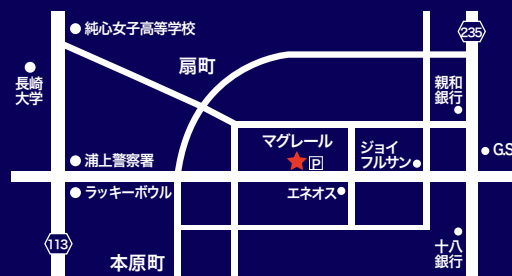 純心女子高等学校
235
扇町
長崎
大学
親和
銀行
マグレール
P
ジョイ
フルサン
G.S
浦上警察署
ラッキーボウル
エネオス
113
本原町
十八
銀行